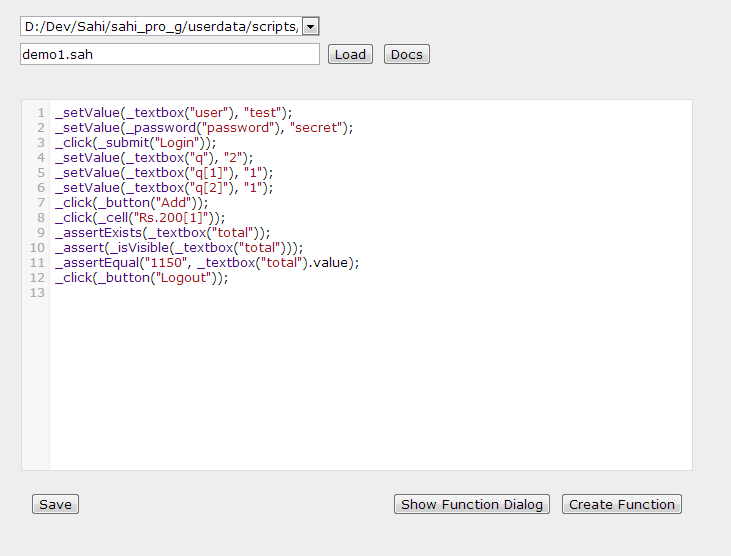 D:/Dev/Sahi/sahi_pro_g/userdata/scripts/
demo1.sah Load Docs
1 _setValue(_textbox("user"), "test");
2 _setValue(_password("password"), "secret");
3 _click(_submit("Login"));
4 _setValue(_textbox("q"), "2");
5 _setValue(_textbox("q[1]"), "1");
6 _setValue(_textbox("q[2]"), "1");
7 _click(_button("Add"));
8 _click(_cell("Rs.200[1]"));
9 _assertExists(_textbox("total"));
10 _assert(_isVisible(_textbox("total")));
11 _assertEqual("1150", _textbox("total").value);
12 _click(_button("Logout"));
13
Save Show Function Dialog Create Function